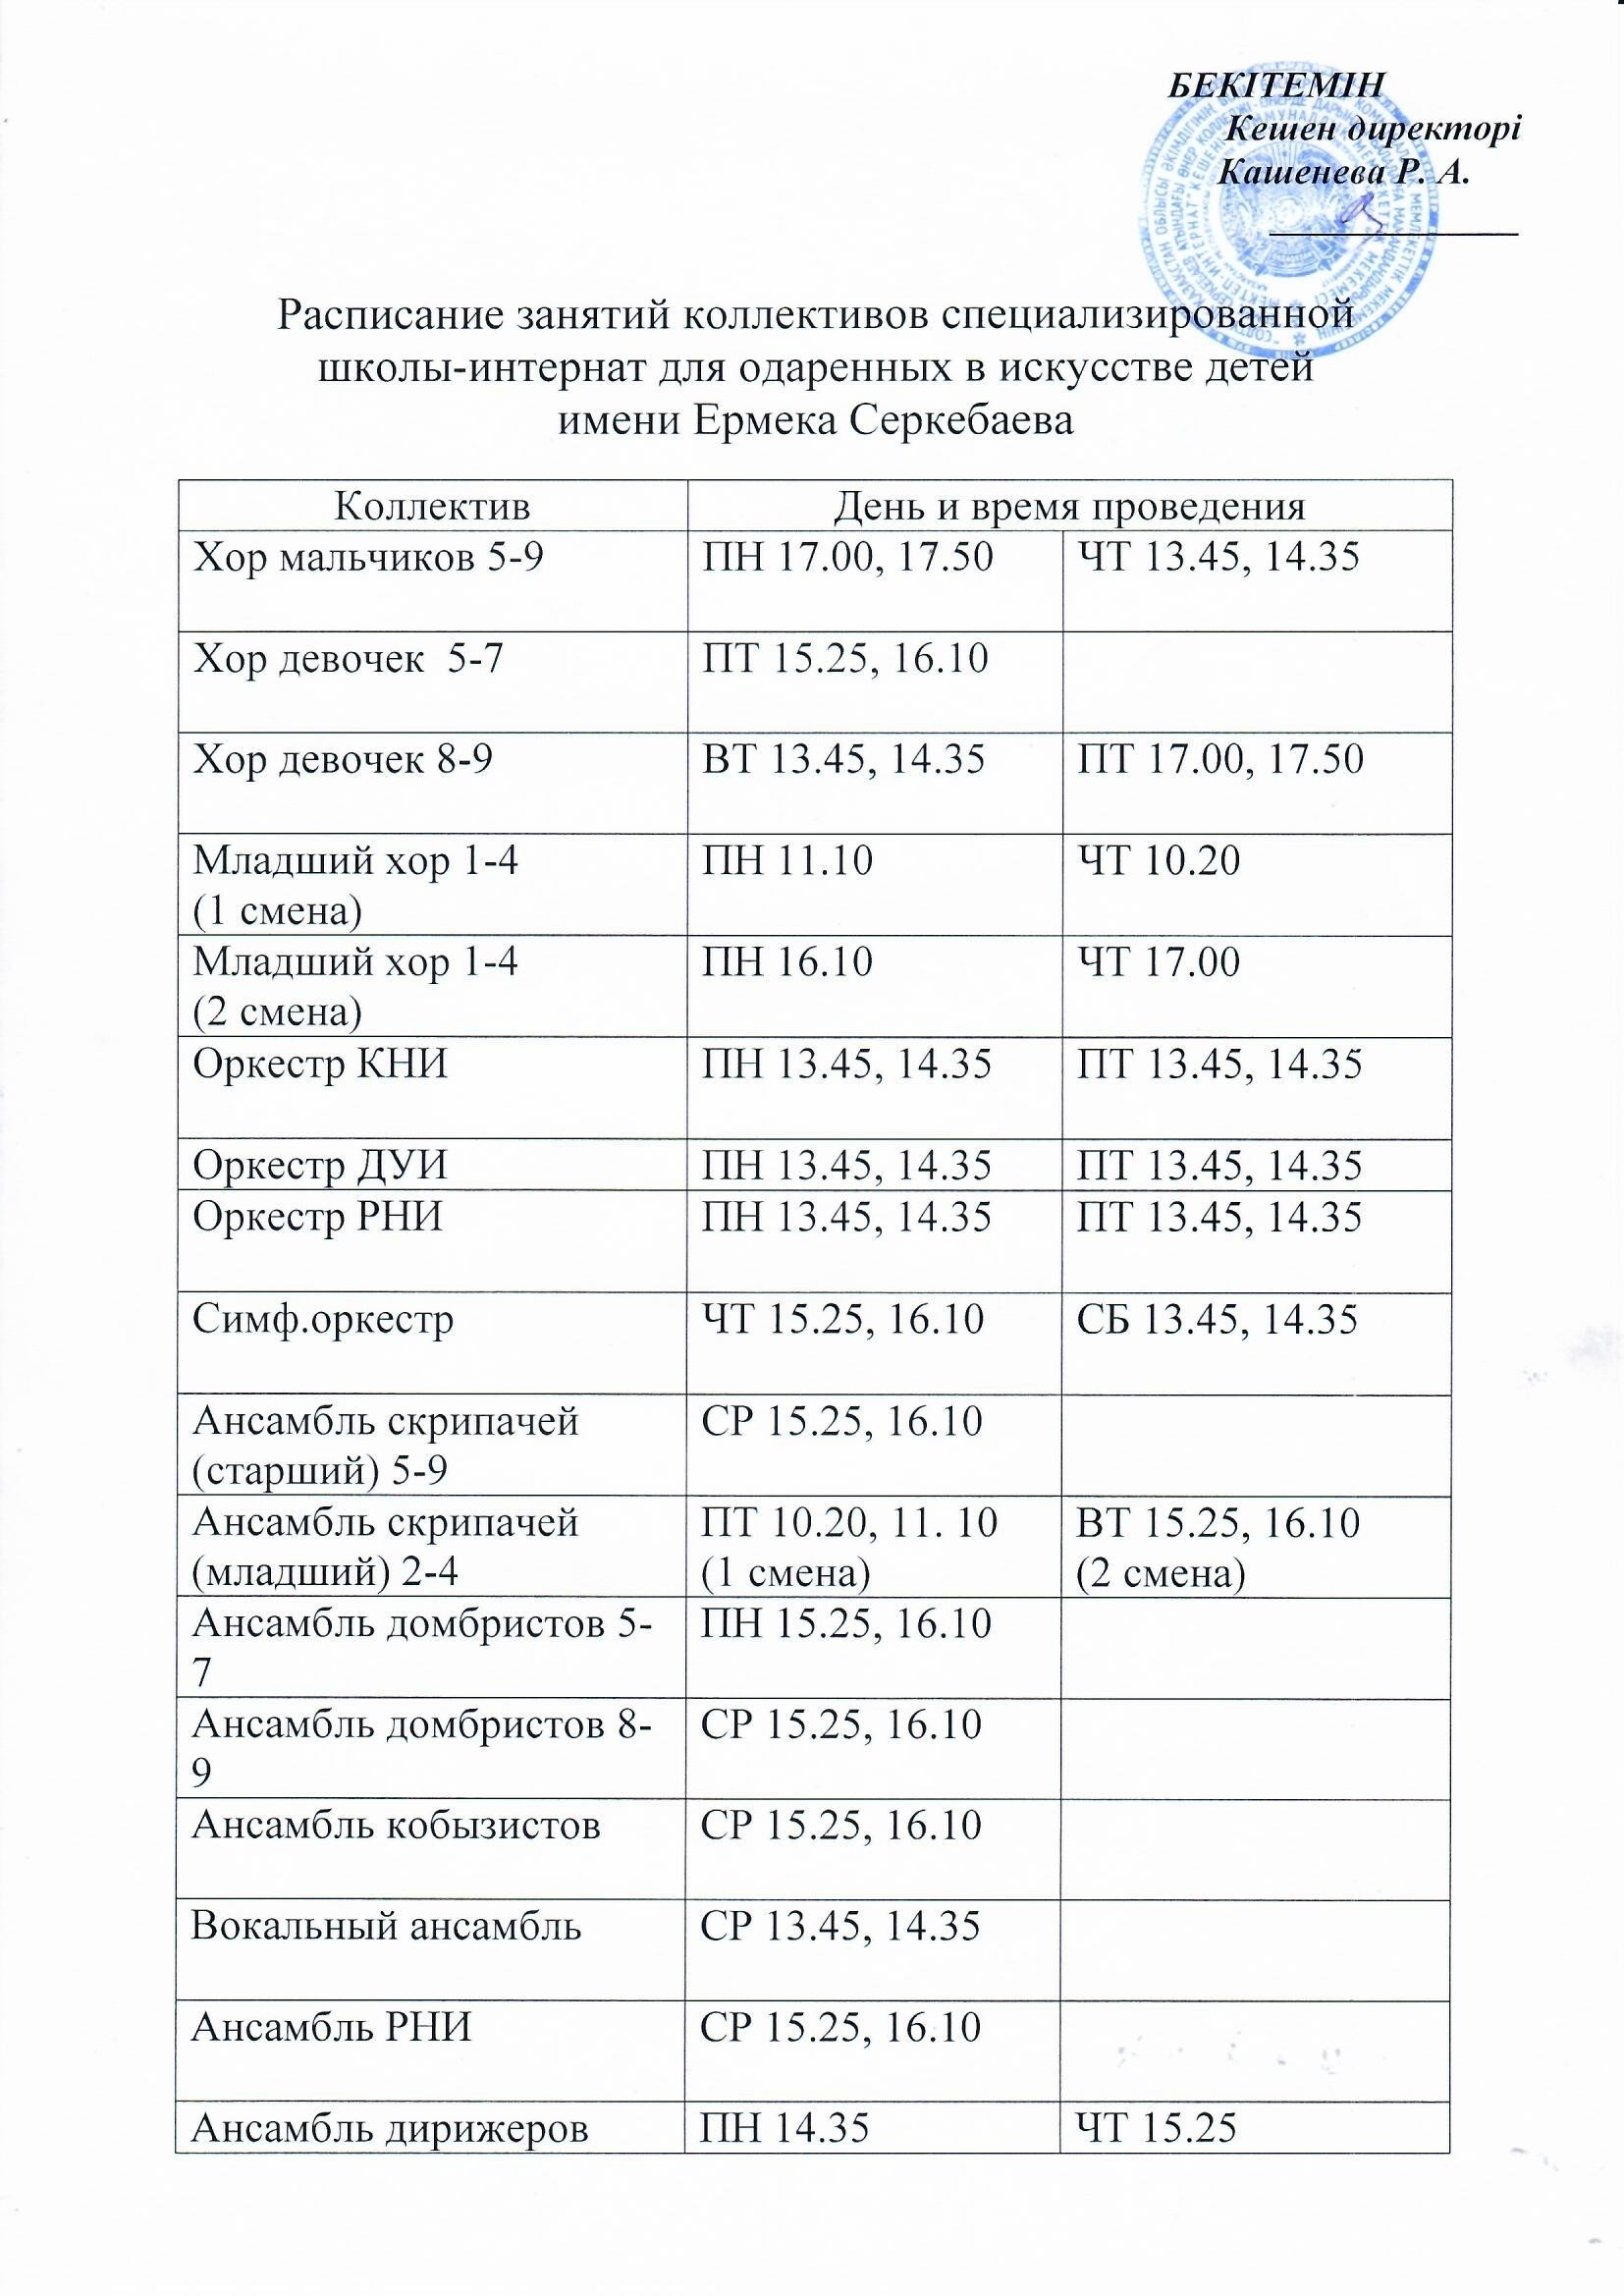 БЕКІТЕМІН
Кешен директорі
Кашенева Р. А.
Расписание занятий коллективов специализированной
школы-интернат для одаренных в искусстве детей
имени Ермека Серкебаева
Коллектив День и время проведения
Хор мальчиков 5-9 ПН 17.00, 17.50 ЧТ 13.45, 14.35
Хор девочек 5-7 ПТ 15.25, 16.10
Хор девочек 8-9 ВТ 13.45, 14.35 ПТ 17.00, 17.50
Младший хор 1-4 ПН 11.10 ЧТ 10.20
(1 смена)
Младший хор 1-4 ПН 16.10 ЧТ 17.00
(2 смена)
Оркестр КНИ ПН 13.45, 14.35 ПТ 13.45, 14.35
Оркестр ДУИ ПН 13.45, 14.35 ПТ 13.45, 14.35
Оркестр РНИ ПН 13.45, 14.35 ПТ 13.45, 14.35
Симф.оркестр ЧТ 15.25, 16.10 СБ 13.45, 14.35
Ансамбль скрипачей СР 15.25, 16.10
(старший) 5-9
Ансамбль скрипачей ПТ 10.20, 11. 10 ВТ 15.25, 16.10
(младший) 2-4 (1 смена) (2 смена)
Ансамбль домбристов 5- ПН 15.25, 16.10
7
Ансамбль домбристов 8- СР 15.25, 16.10
9
Ансамбль кобызистов СР 15.25, 16.10
Вокальный ансамбль СР 13.45, 14.35
Ансамбль РНИ СР 15.25, 16.10
Ансамбль дирижеров ПН 14.35 ЧТ 15.25